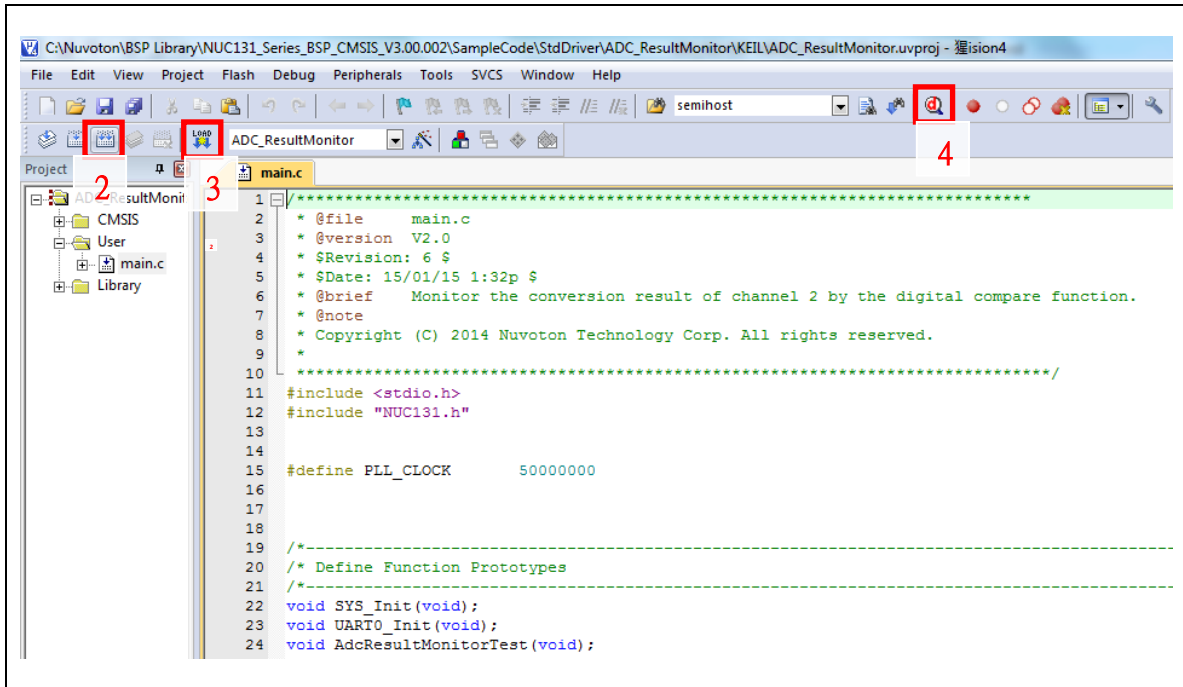 C:\Nuvoton\BSP Library\NUC131_Series_BSP_CMSIS_V3.00.002\SampleCode\StdDriver\ADC_ResultMonitor\KEIL\ADC_ResultMonitor.uvproj - 猩ision4
File Edit View Project Flash Debug Peripherals Tools SVCS Window Help
semihost
LOAD
ADC_ResultMonitor
2
3
4
Project
main.c
ADC_ResultMonit
CMSIS
User
main.c
Library
2
1 /***************************************************************************
2 * @file main.c
3 * @version V2.0
4 * $Revision: 6 $
5 * $Date: 15/01/15 1:32p $
6 * @brief Monitor the conversion result of channel 2 by the digital compare function.
7 * @note
8 * Copyright (C) 2014 Nuvoton Technology Corp. All rights reserved.
9 *
10 *****************************************************************************/
11 #include <stdio.h>
12 #include "NUC131.h"
13
14
15 #define PLL_CLOCK 50000000
16
17
18
19 /*---------------------------------------------------------------------------------------------------------
20 /* Define Function Prototypes
21 /*---------------------------------------------------------------------------------------------------------
22 void SYS_Init(void);
23 void UART0_Init(void);
24 void AdcResultMonitorTest(void);